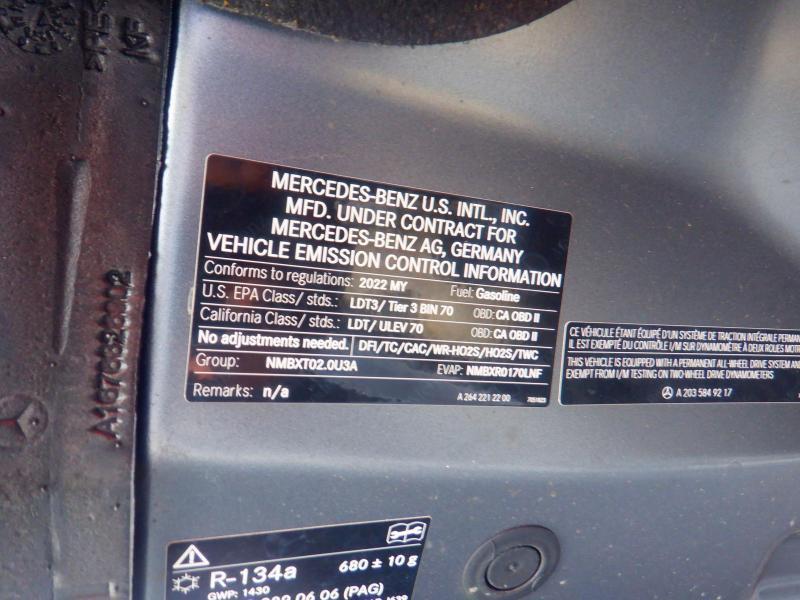 MERCEDES-BENZ U.S. INTL., INC.
MFD. UNDER CONTRACT FOR
MERCEDES-BENZ AG, GERMANY
VEHICLE EMISSION CONTROL INFORMATION
Conforms to regulations: 2022 MY Fuel: Gasoline
U.S. EPA Class/ stds.: LDT3/ Tier 3 BIN 70 OBD: CA OBD II
California Class/ stds.: LDT/ ULEV 70 OBD: CA OBD II
No adjustments needed. DFI/TC/CAC/WR-HO2S/HO2S/TWC
Group: NMBXT02.0U3A EVAP: NMBXR0170LNF
Remarks: n/a
A 264 221 22 00
CE VÉHICULE ÉTANT ÉQUIPÉ D'UN SYSTÈME DE TRACTION INTÉGRALE
IL EST EXEMPTÉ DU CONTRÔLE I/M SUR DYNAMOMÈTRE À DEUX ROUES
THIS VEHICLE IS EQUIPPED WITH A PERMANENT ALL-WHEEL DRIVE SYSTEM
EXEMPT FROM I/M TESTING ON TWO-WHEEL DRIVE DYNAMOMETERS
A 203 584 92 17
R-134a 680 ± 10 g
GWP: 1430
06 06 (PAG)